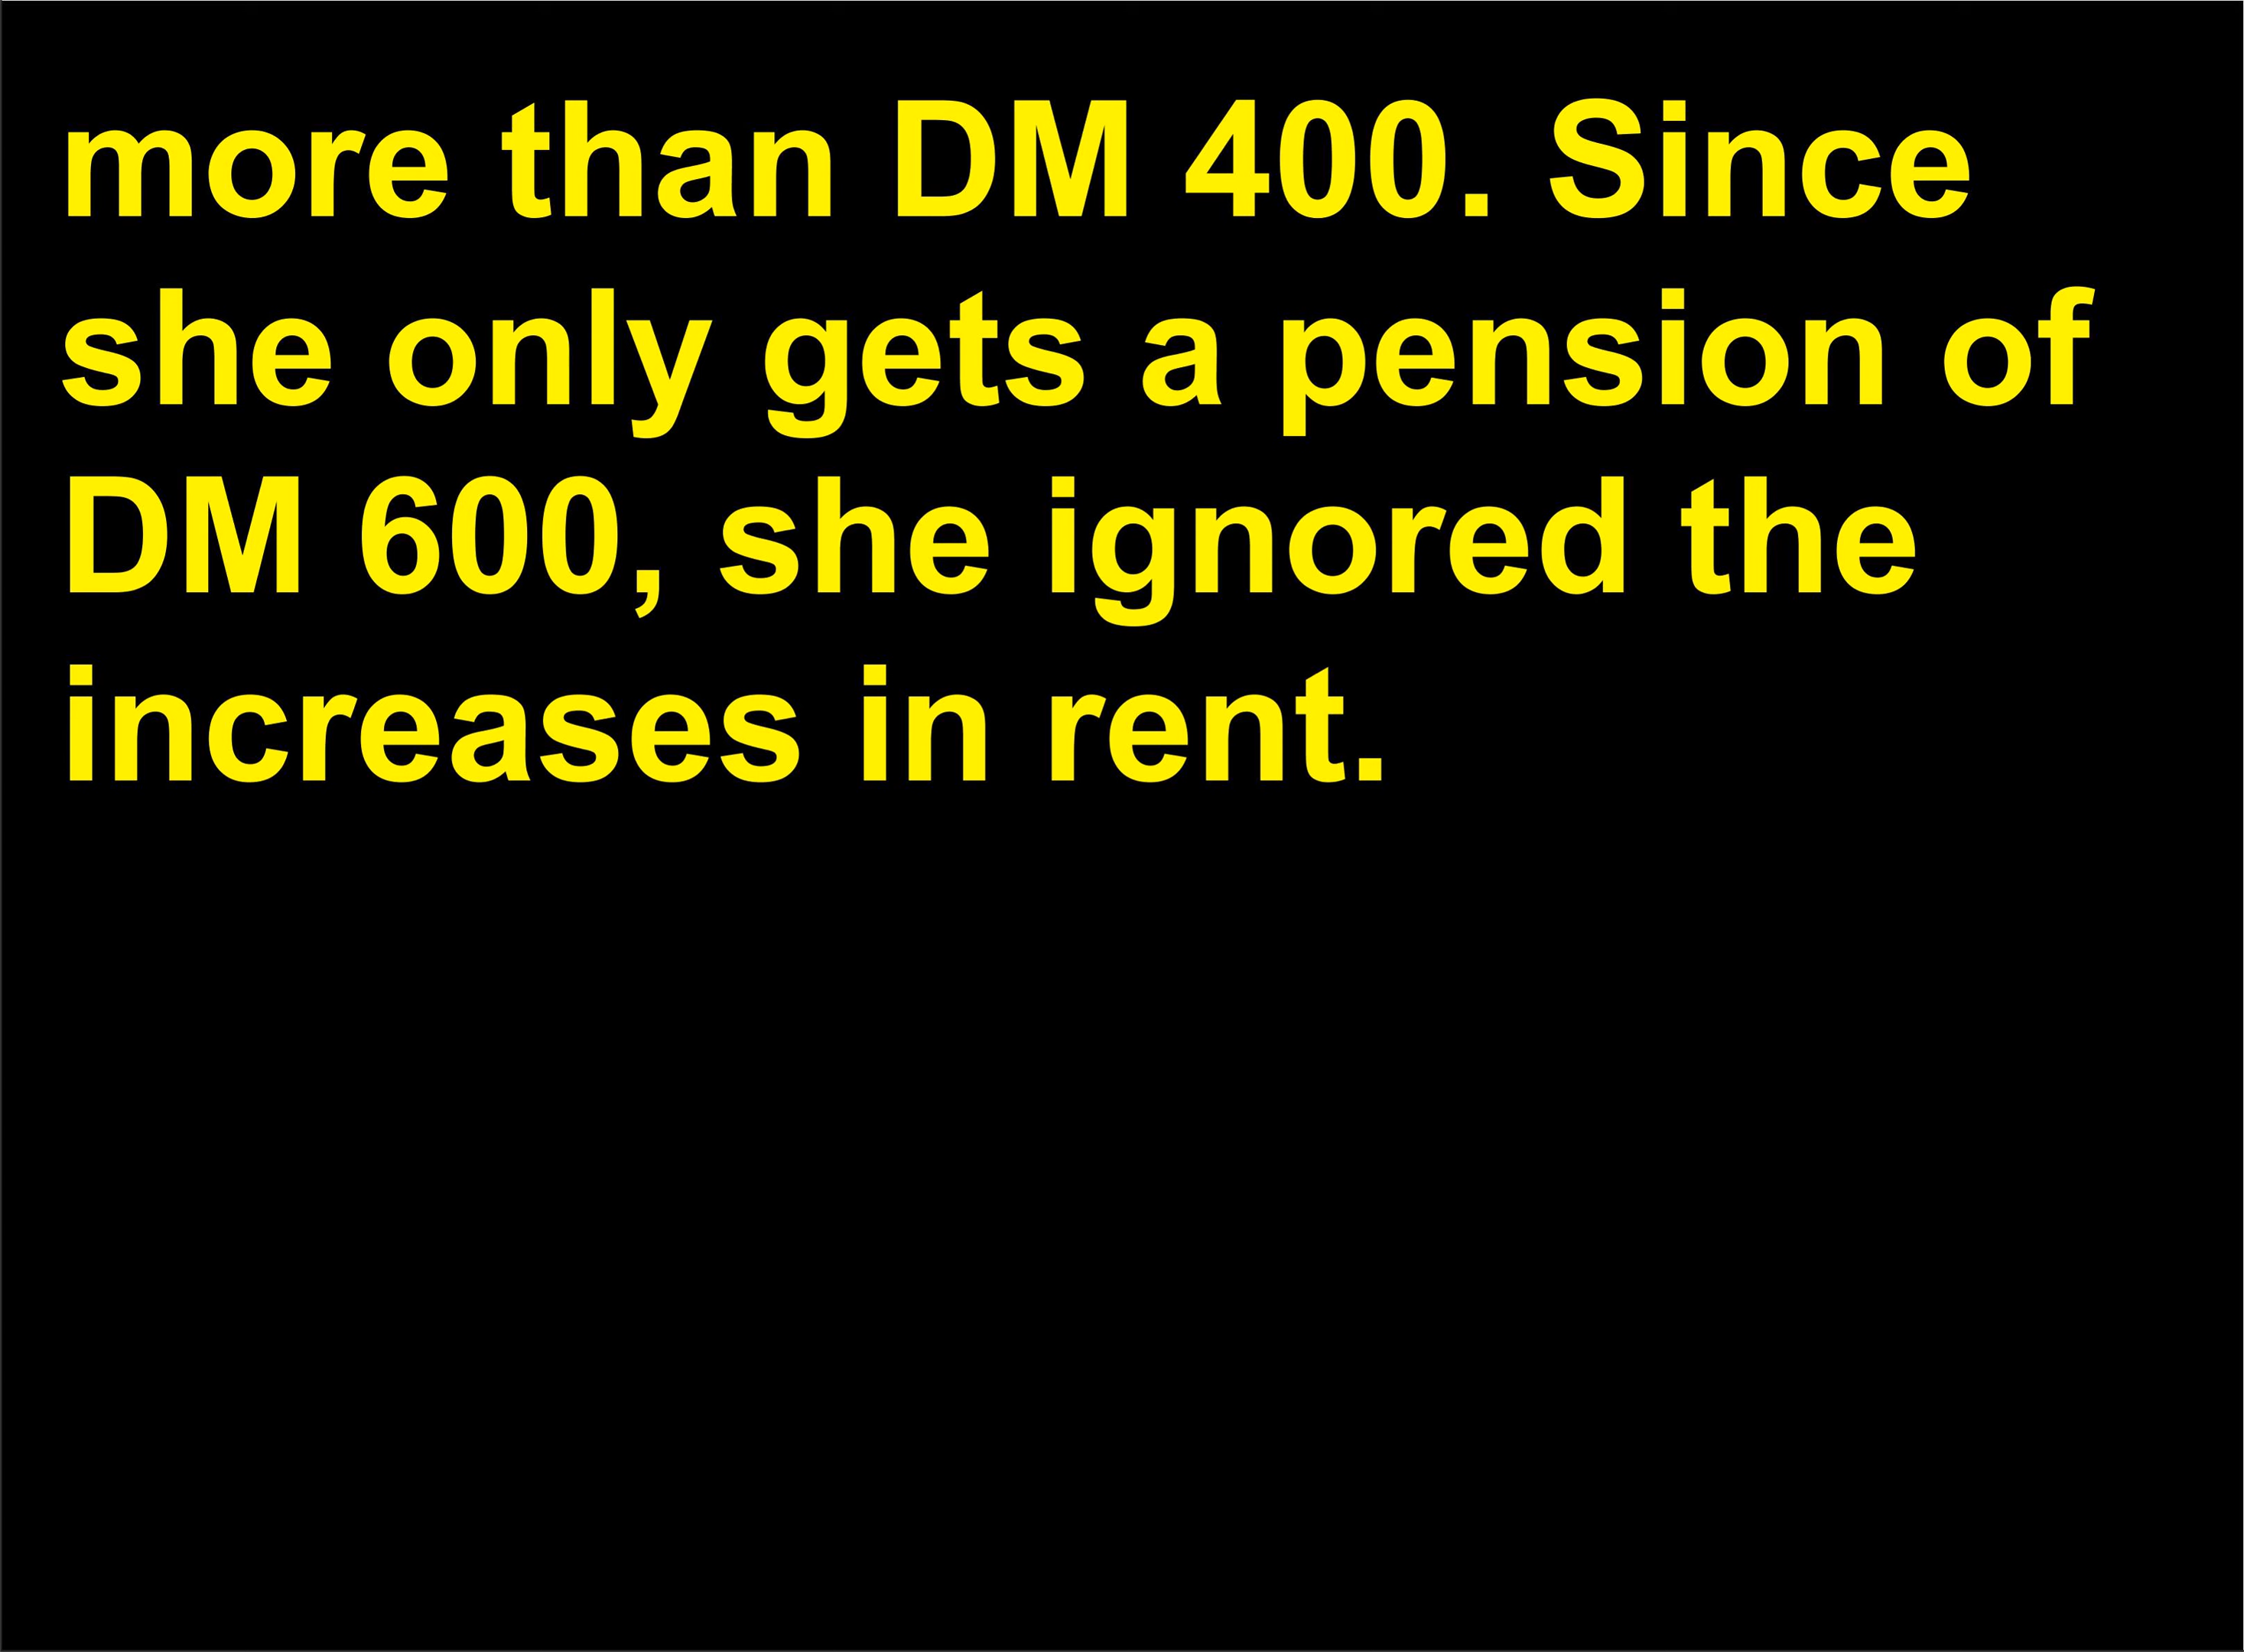 more than DM 400. Since
she only gets a pension of
DM 600, she ignored the
increases in rent.